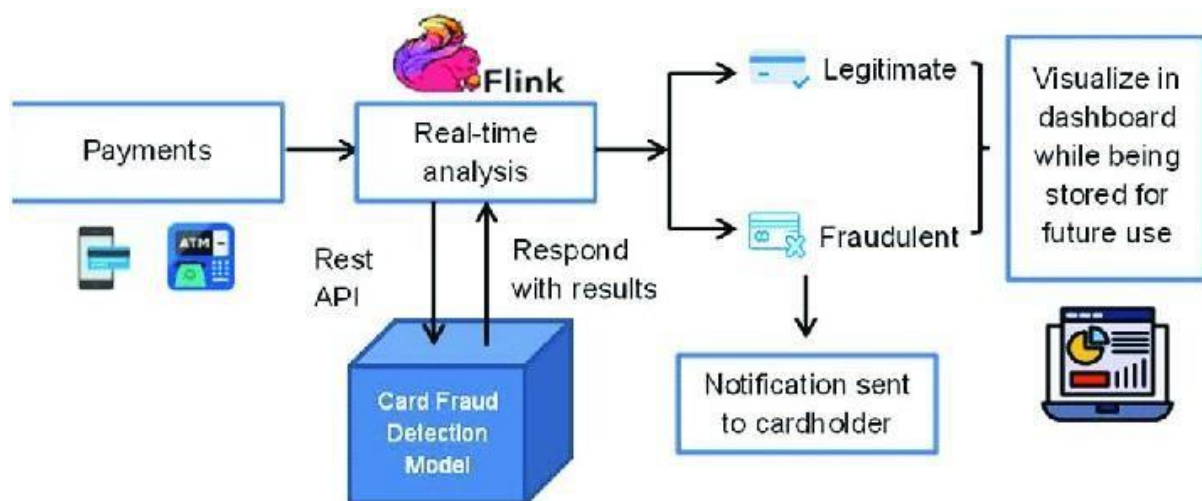 Flink
Payments
Real-time
analysis
ATM
Rest
API
Respond
with results
Card Fraud
Detection
Model
Legitimate
Fraudulent
Notification sent
to cardholder
Visualize in
dashboard
while being
stored for
future use